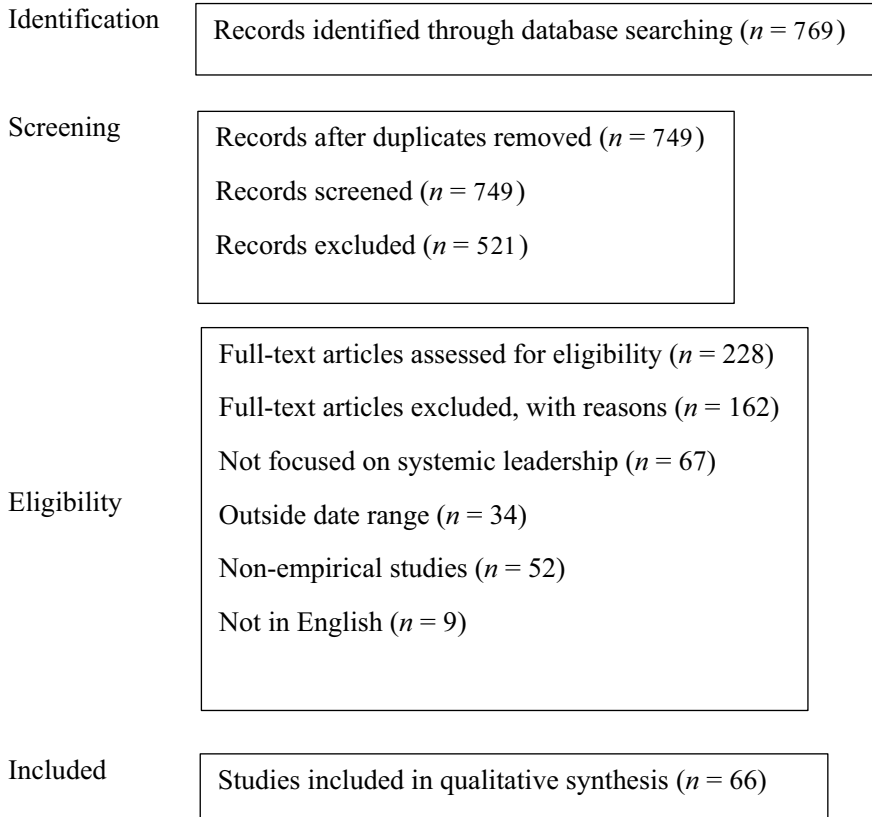 Identification
Records identified through database searching (n = 769)
Screening
Records after duplicates removed (n = 749)
Records screened (n = 749)
Records excluded (n = 521)
Eligibility
Full-text articles assessed for eligibility (n = 228)
Full-text articles excluded, with reasons (n = 162)
Not focused on systemic leadership (n = 67)
Outside date range (n = 34)
Non-empirical studies (n = 52)
Not in English (n = 9)
Included
Studies included in qualitative synthesis (n = 66)